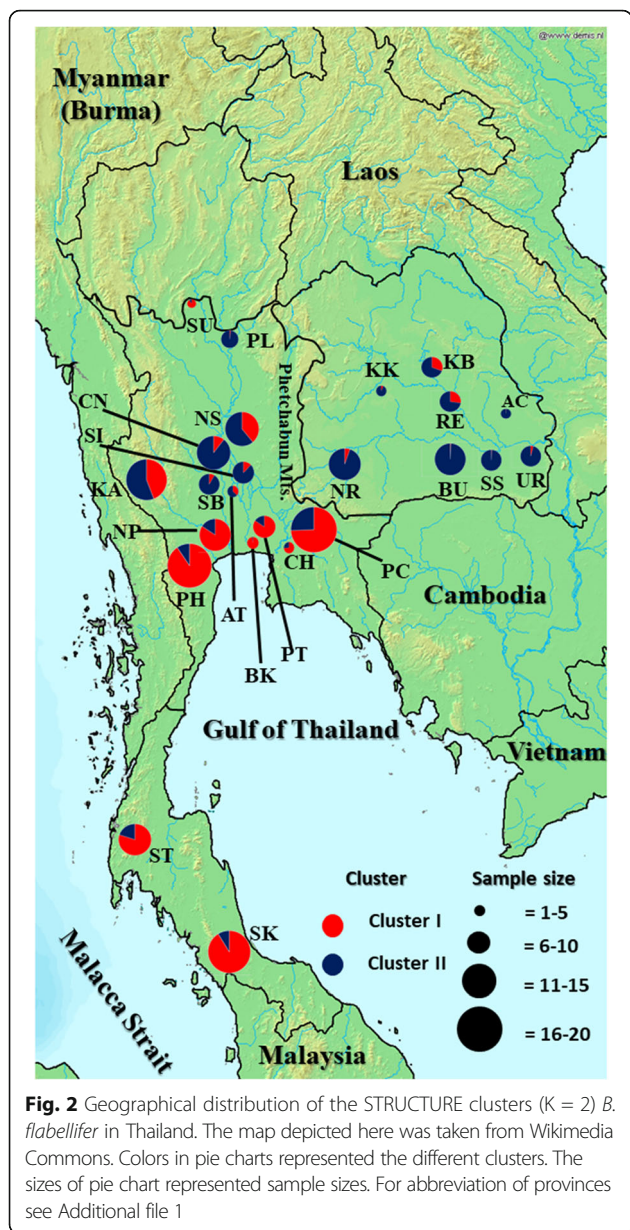 @www.demis.nl
Myanmar
(Burma)
Laos
SU
PL
Phetchabun Mts.
KK
KB
RE
AC
CN
NS
SI
KA
SB
NR
BU
SS
UR
NP
PH
AT
BK
PT
CH
PC
Cambodia
Gulf of Thailand
Vietnam
ST
SK
Malacca Strait
Malaysia
Cluster
Cluster I
Cluster II
Sample size
= 1-5
= 6-10
= 11-15
= 16-20
Fig. 2 Geographical distribution of the STRUCTURE clusters (K = 2) B.
flabellifer in Thailand. The map depicted here was taken from Wikimedia
Commons. Colors in pie charts represented the different clusters. The
sizes of pie chart represented sample sizes. For abbreviation of provinces
see Additional file 1